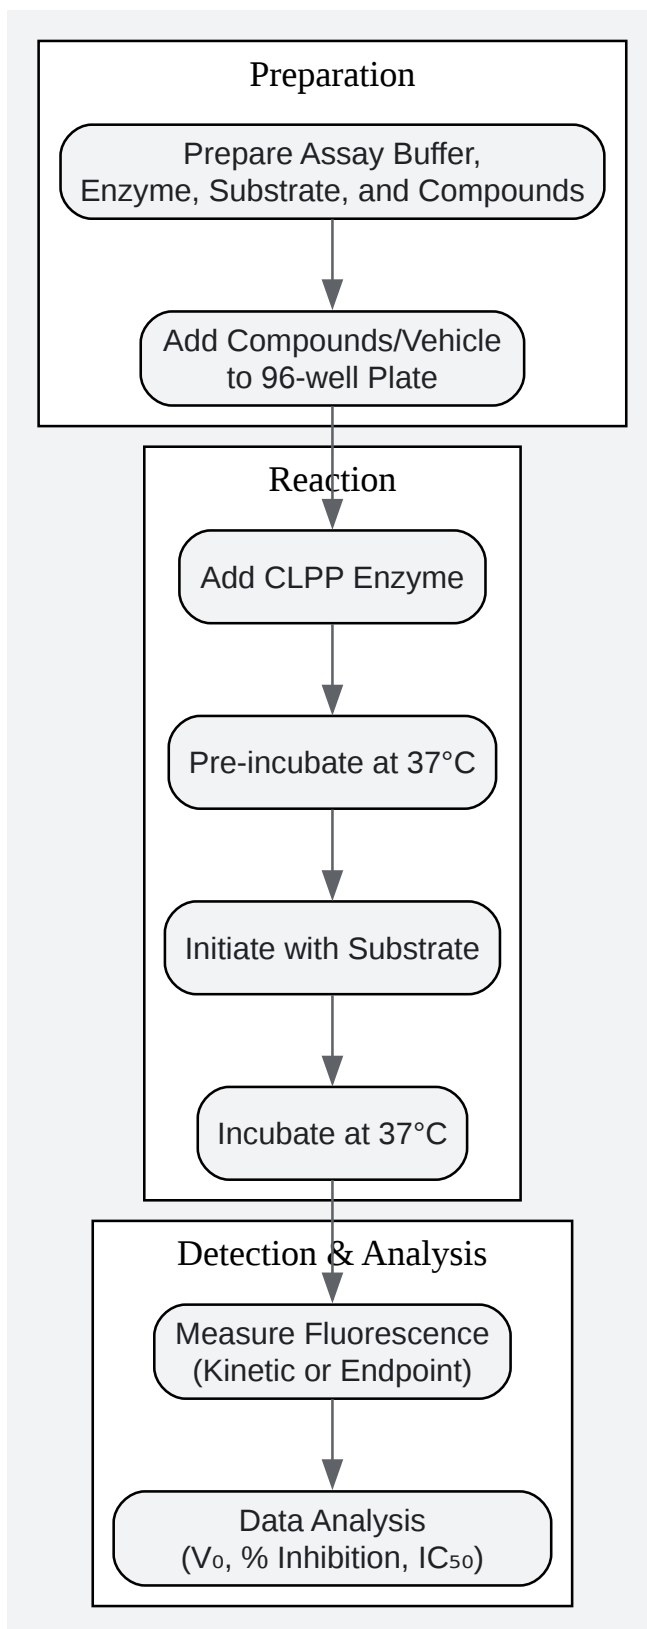 Preparation
Prepare Assay Buffer,
Enzyme, Substrate, and Compounds
Add Compounds/Vehicle
to 96-well Plate
Reaction
Add CLPP Enzyme
Pre-incubate at 37°C
Initiate with Substrate
Incubate at 37°C
Detection & Analysis
Measure Fluorescence
(Kinetic or Endpoint)
Data Analysis
(V₀, % Inhibition, IC₅₀)